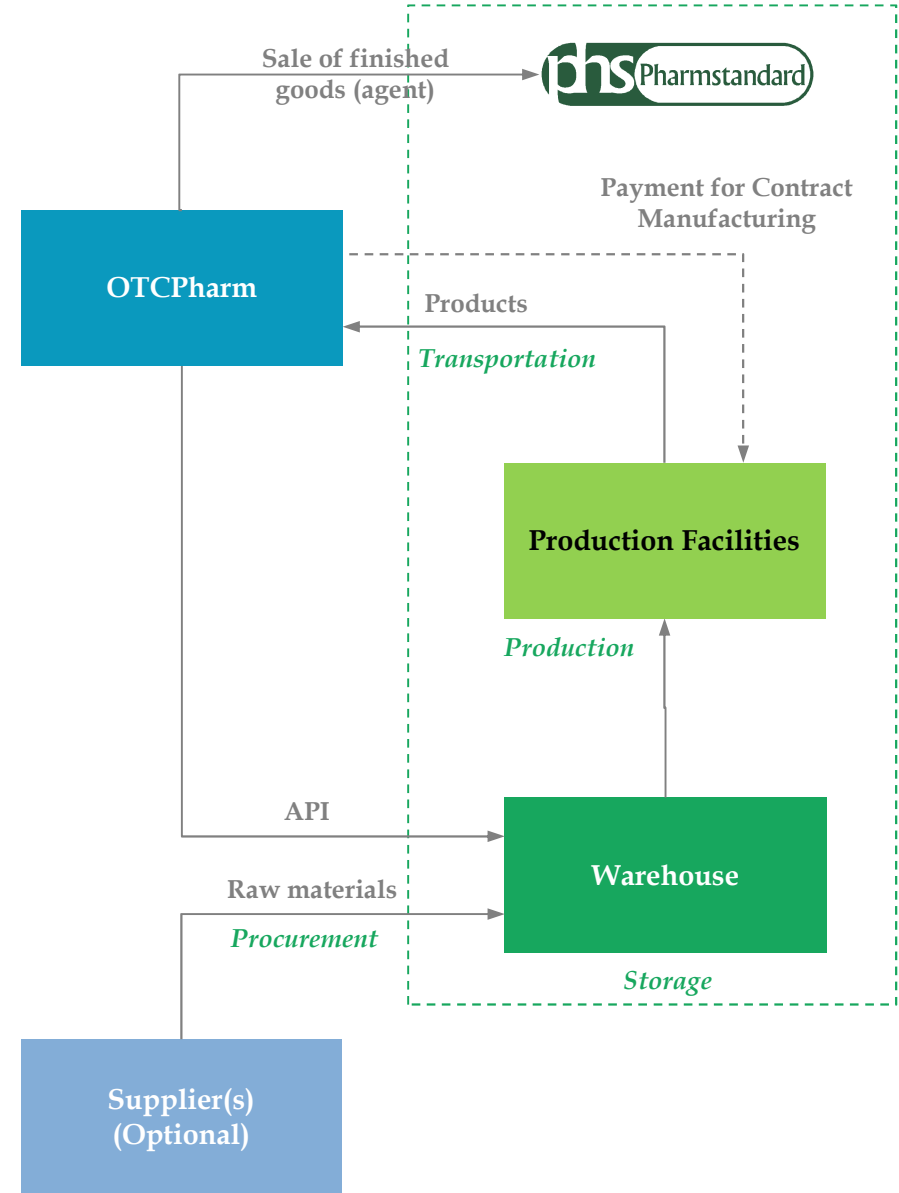 Sale of finished
goods (agent)
phs Pharmstandard
Payment for Contract
Manufacturing
OTCPharm
Products
Transportation
Production Facilities
Production
API
Warehouse
Raw materials
Procurement
Storage
Supplier(s)
(Optional)